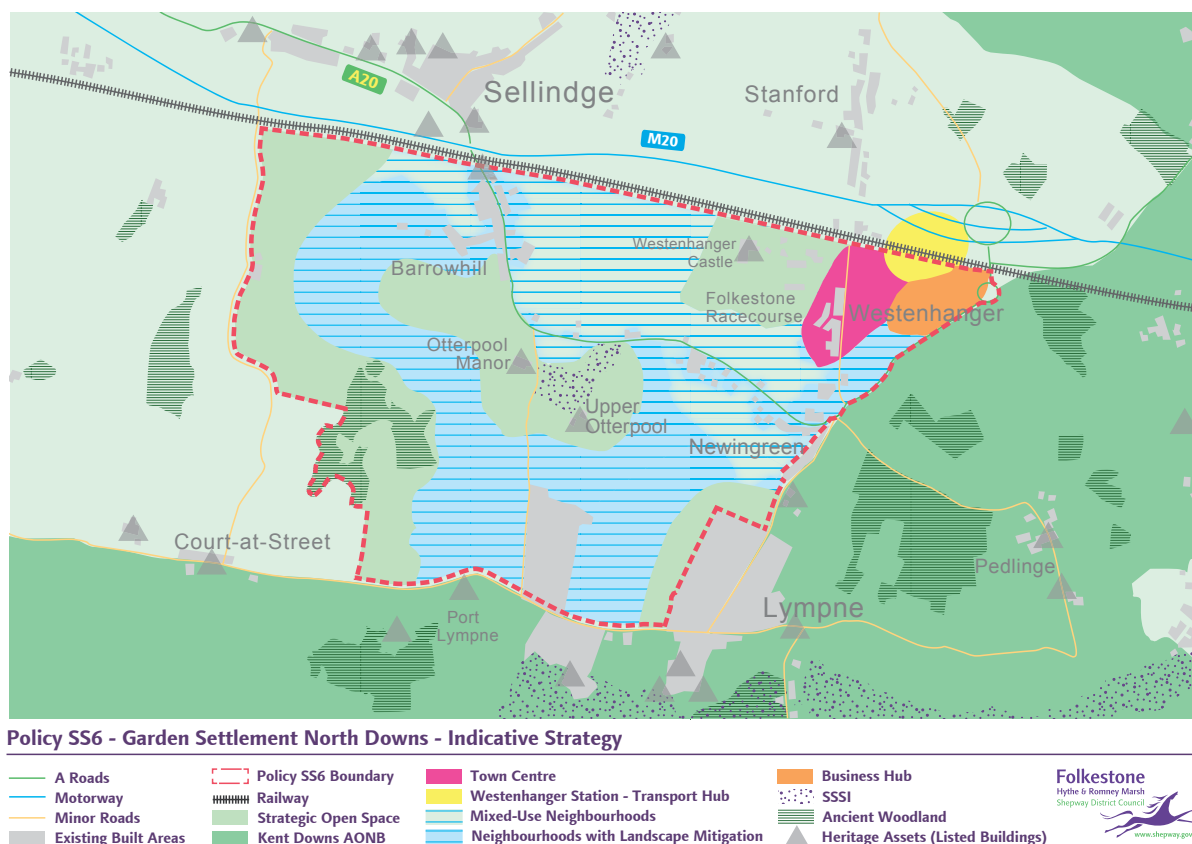 Sellindge
A20
Stanford
M20
Westenhanger
Castle
Barrowhill
Folkestone
Racecourse
Westenhanger
Otterpool
Manor
Upper
Otterpool
Newingreen
Court-at-Street
Pedlinge
Port
Lympne
Lympne
Policy SS6 - Garden Settlement North Downs - Indicative Strategy
A Roads
Motorway
Minor Roads
Existing Built Areas
Policy SS6 Boundary
Railway
Strategic Open Space
Kent Downs AONB
Town Centre
Westenhanger Station - Transport Hub
Mixed-Use Neighbourhoods
Neighbourhoods with Landscape Mitigation
Business Hub
SSSI
Ancient Woodland
Heritage Assets (Listed Buildings)
Folkestone
Hythe & Romney Marsh
Shepway District Council
www.shepway.gov